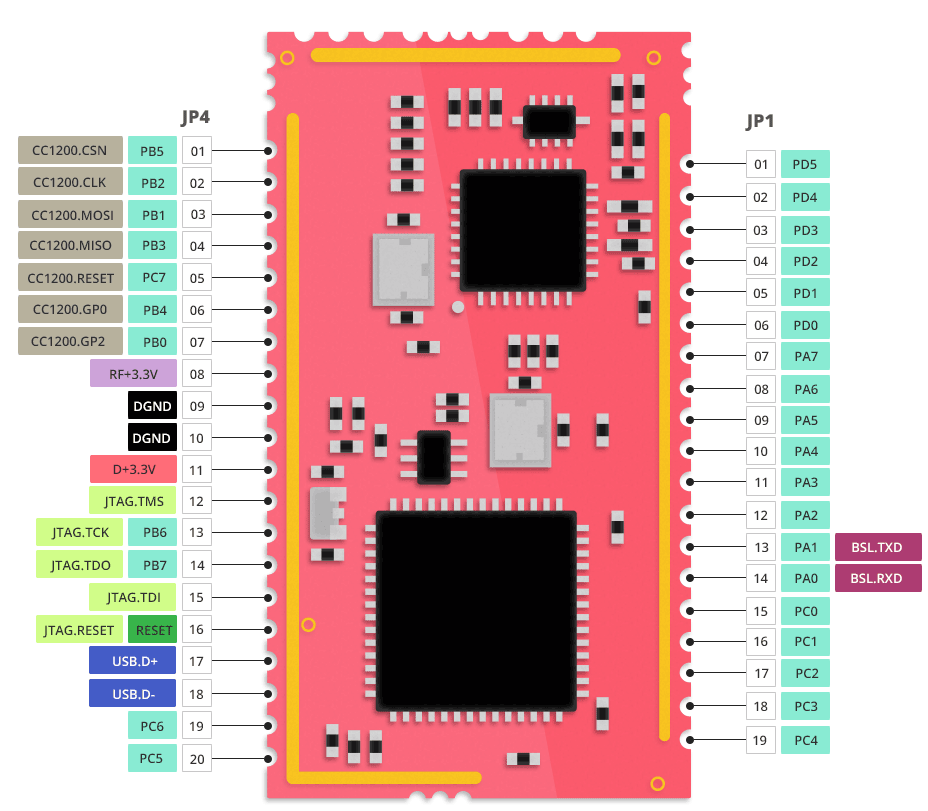 JP4
CC1200.CSN PB5 01
CC1200.CLK PB2 02
CC1200.MOSI PB1 03
CC1200.MISO PB3 04
CC1200.RESET PC7 05
CC1200.GP0 PB4 06
CC1200.GP2 PB0 07
RF+3.3V 08
DGND 09
DGND 10
D+3.3V 11
JTAG.TMS 12
JTAG.TCK PB6 13
JTAG.TDO PB7 14
JTAG.TDI 15
JTAG.RESET RESET 16
USB.D+ 17
USB.D- 18
PC6 19
PC5 20
JP1
01 PD5
02 PD4
03 PD3
04 PD2
05 PD1
06 PD0
07 PA7
08 PA6
09 PA5
10 PA4
11 PA3
12 PA2
13 PA1 BSL.TXD
14 PA0 BSL.RXD
15 PC0
16 PC1
17 PC2
18 PC3
19 PC4